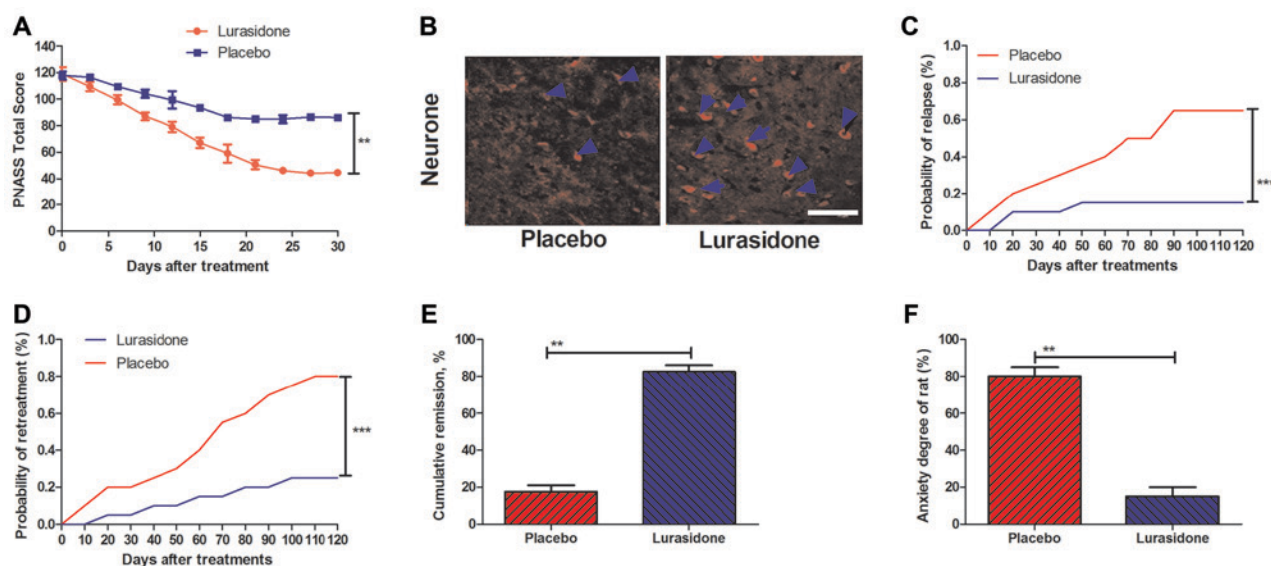 A
Lurasidone
Placebo
PNASS Total Score
140
120
100
80
60
40
20
0
**
0 5 10 15 20 25 30
Days after treatment
B
Neurone
Placebo Lurasidone
C
Placebo
Lurasidone
Probability of relapse (%)
1.0
0.8
0.6
0.4
0.2
0.0
***
0 10 20 30 40 50 60 70 80 90 100 110 120
Days after treatments
D
Lurasidone
Placebo
Probability of retreatment (%)
1.0
0.8
0.6
0.4
0.2
0.0
***
0 10 20 30 40 50 60 70 80 90 100 110 120
Days after treatments
E
Cumulative remission, %
100
80
60
40
20
0
**
Placebo Lurasidone
F
Anxiety degree of rat (%)
100
80
60
40
20
0
**
Placebo Lurasidone